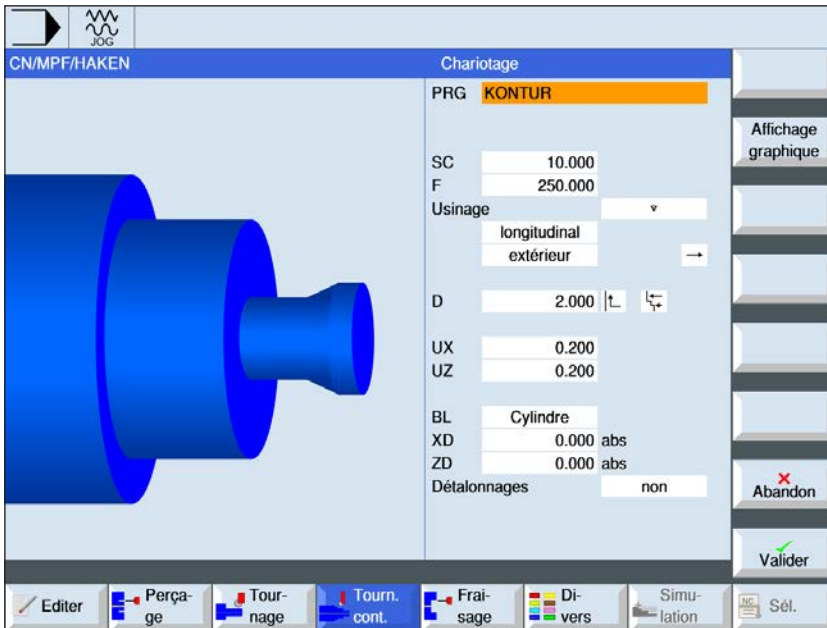 JOG
CN/MPF/HAKEN
Chariotage
PRG KONTUR
SC 10.000
F 250.000
Usinage
longitudinal
extérieur
D 2.000
UX 0.200
UZ 0.200
BL Cylindre
XD 0.000 abs
ZD 0.000 abs
Détalonnages non
Affichage
graphique
Abandon
Valider
Editer
Perça-
ge
Tour-
nage
Tourn.
cont.
Frai-
sage
Di-
vers
Simu-
lation
NC
Sél.